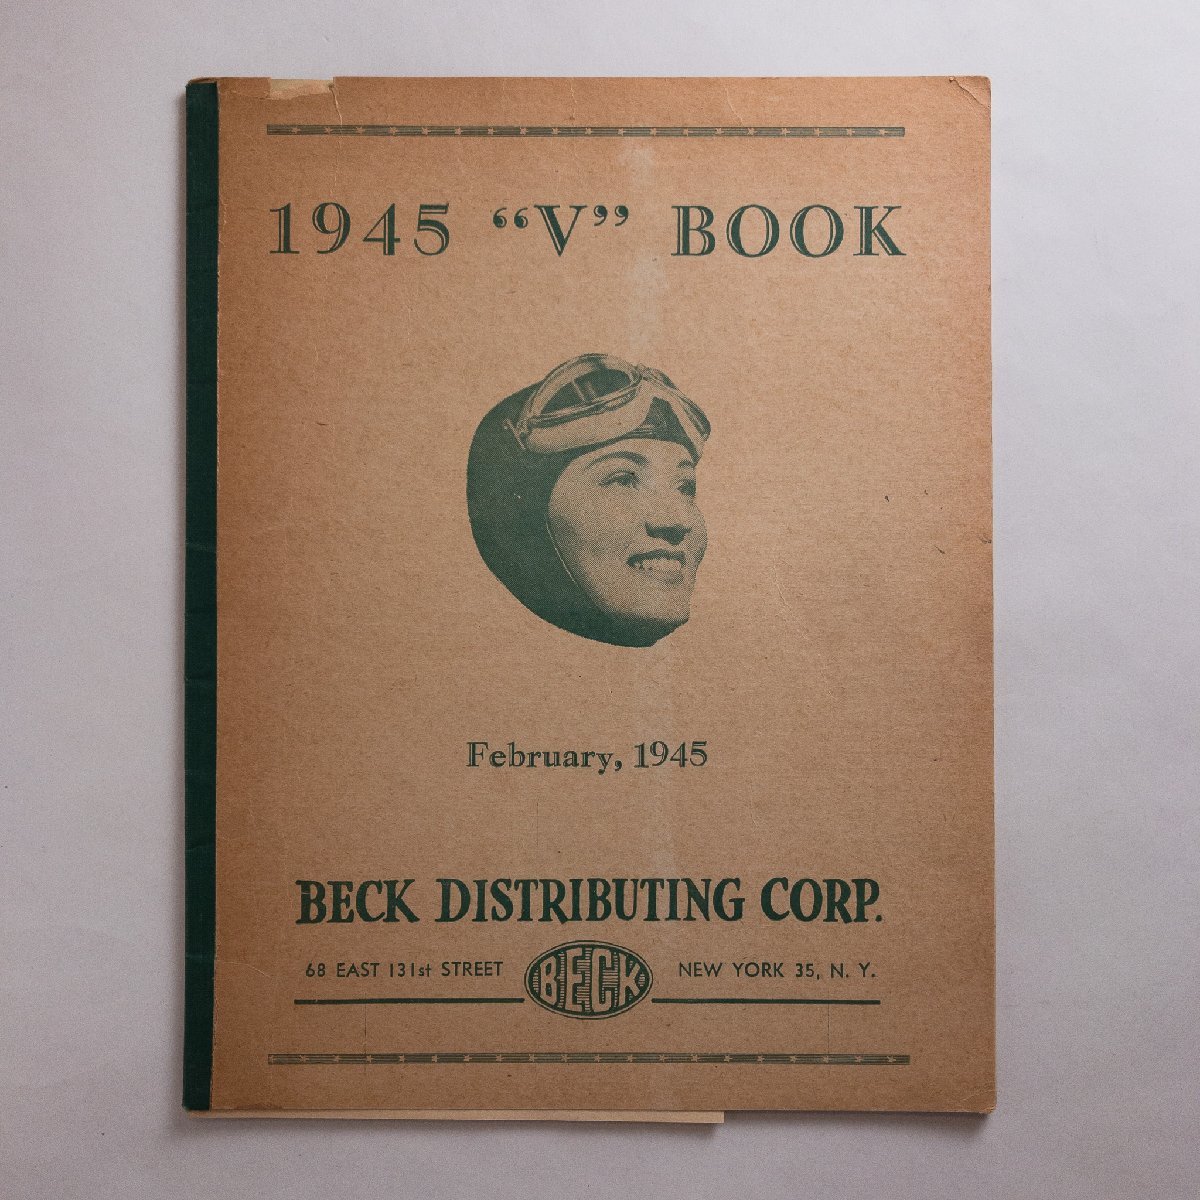 1945 “V” BOOK
February, 1945
BECK DISTRIBUTING CORP.
68 EAST 131st STREET BECK NEW YORK 35, N. Y.